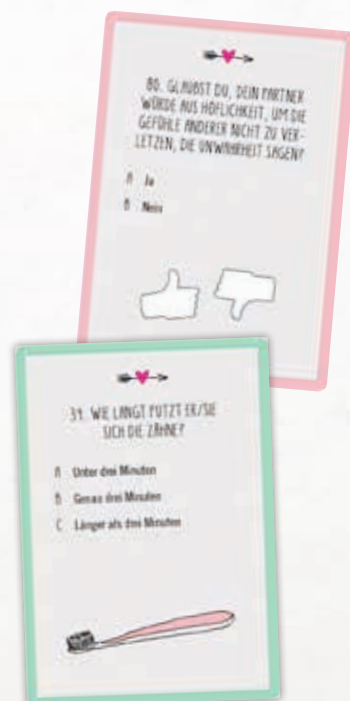 80. GLAUBST DU, DEIN PARTNER
WÜRDE AUS HÖFLICHKEIT, UM DIE
GEFÜHLE ANDERER NICHT ZU VER-
LETZEN, DIE UNWAHRHEIT SAGEN?
A Ja
B Nein
31. WIE LANGE PUTZT ER/SIE
SICH DIE ZÄHNE?
A Unter drei Minuten
B Genau drei Minuten
C Länger als drei Minuten